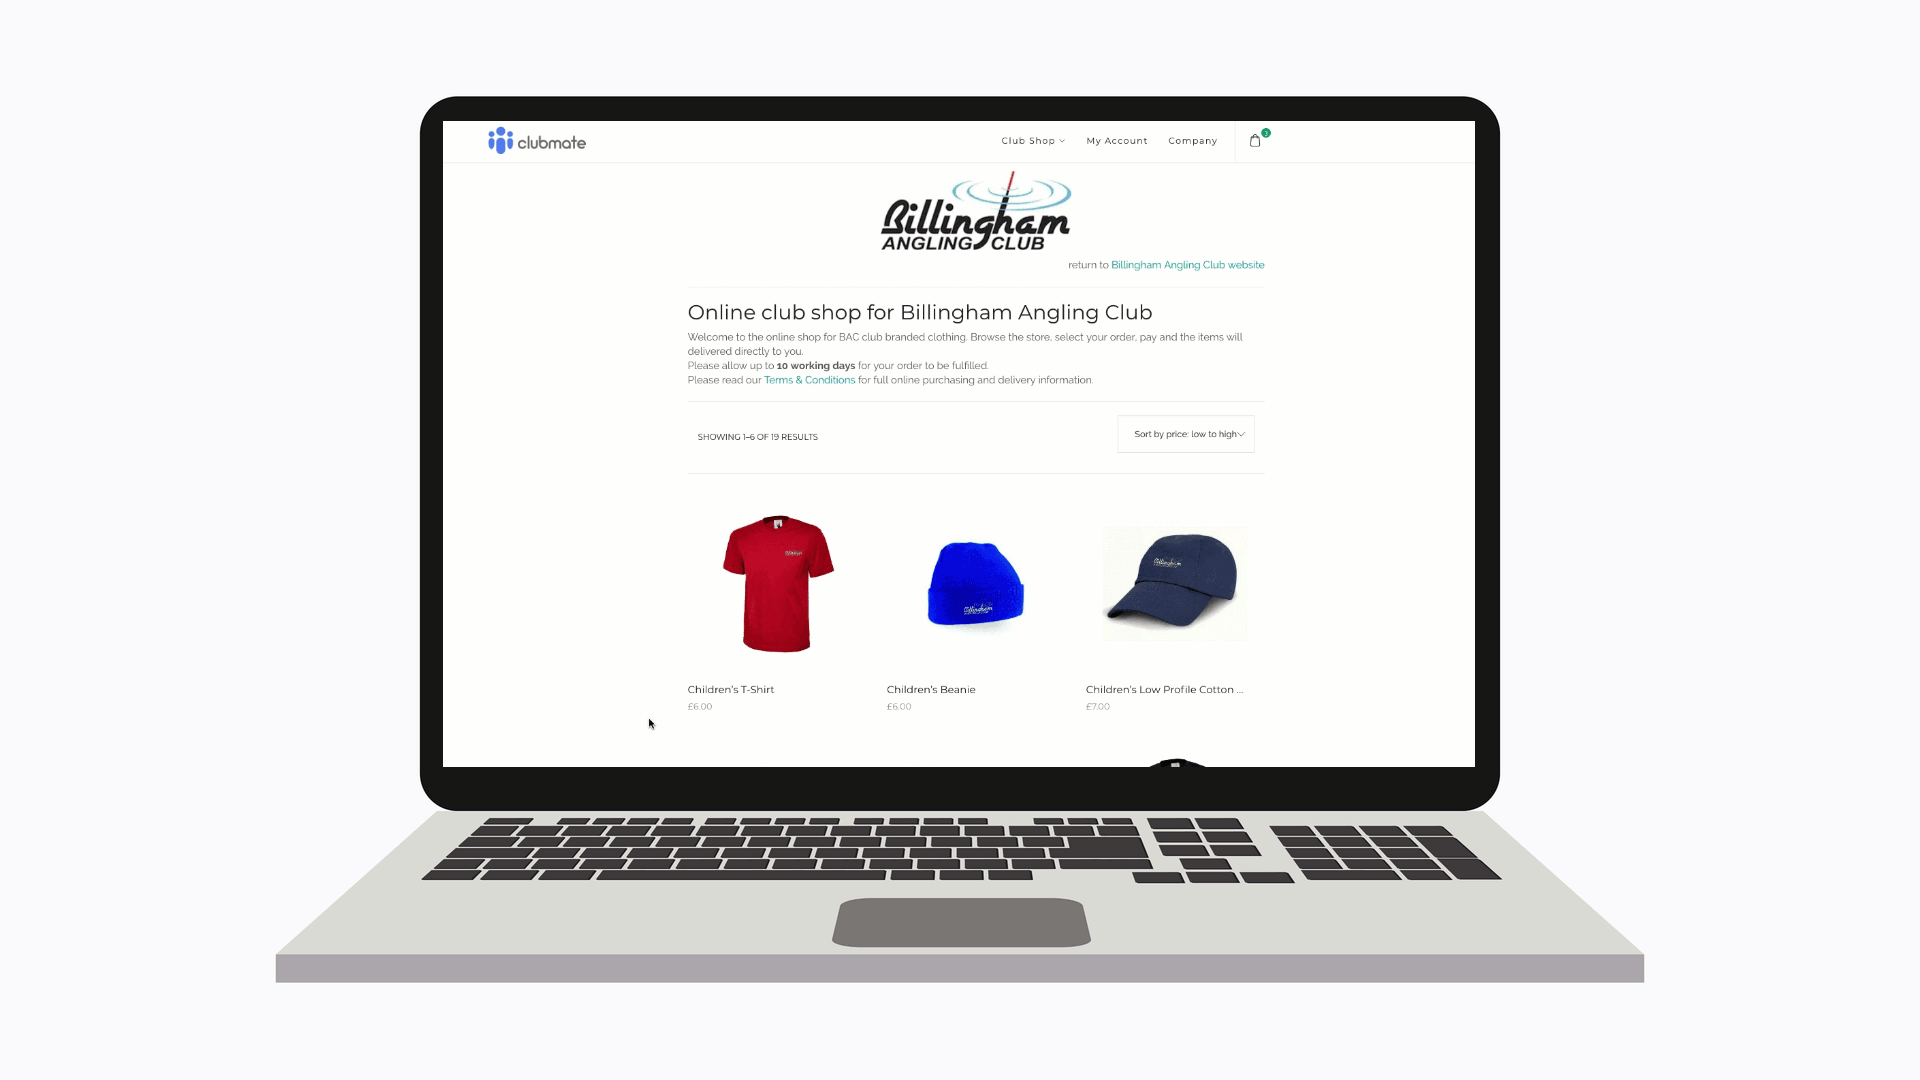 clubmate
Club Shop
My Account
Company
Billingham
ANGLING CLUB
return to Billingham Angling Club website
Online club shop for Billingham Angling Club
Welcome to the online shop for BAC club branded clothing. Browse the store, select your order, pay and the items will
delivered directly to you.
Please allow up to 10 working days for your order to be fulfilled.
Please read our Terms & Conditions for full online purchasing and delivery information.
SHOWING 1–6 OF 19 RESULTS
Sort by price: low to high
Billingham
Billingham
Children's T-Shirt
Children's Beanie
Children's Low Profile Cotton ...
£6.00
£6.00
£7.00